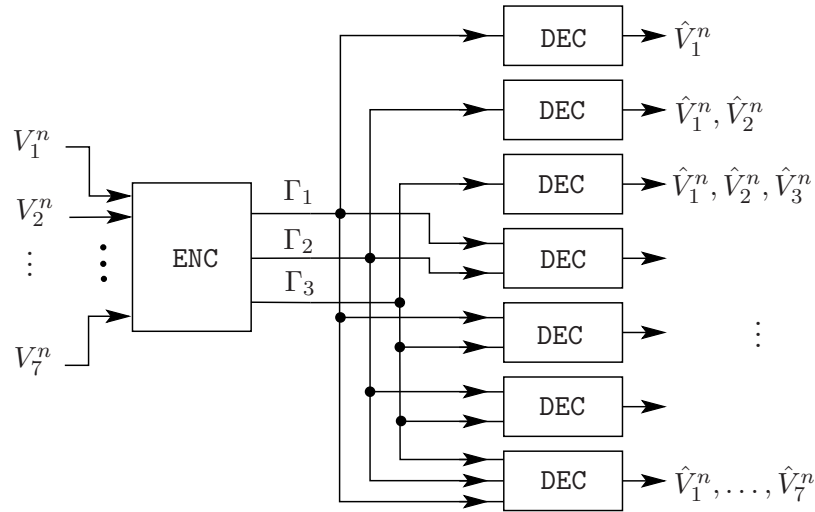 DEC
V̂₁ⁿ
DEC
V̂₁ⁿ, V̂₂ⁿ
V₁ⁿ
DEC
V̂₁ⁿ, V̂₂ⁿ, V̂₃ⁿ
V₂ⁿ
Γ₁
⋮
⋮
ENC
Γ₂
DEC
Γ₃
V₇ⁿ
DEC
⋮
DEC
DEC
V̂₁ⁿ, . . . , V̂₇ⁿ